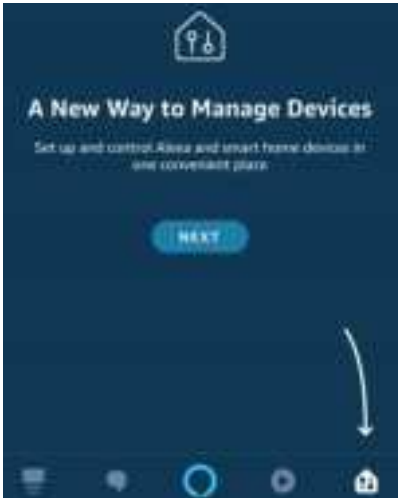 A New Way to Manage Devices
Set up and control Alexa and smart home devices in
one convenient place
NEXT